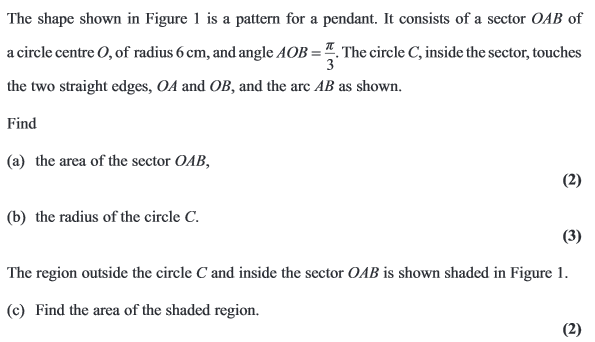 The shape shown in Figure 1 is a pattern for a pendant. It consists of a sector OAB of
a circle centre O, of radius 6 cm, and angle AOB = π/3. The circle C, inside the sector, touches
the two straight edges, OA and OB, and the arc AB as shown.
Find
(a) the area of the sector OAB,
(2)
(b) the radius of the circle C.
(3)
The region outside the circle C and inside the sector OAB is shown shaded in Figure 1.
(c) Find the area of the shaded region.
(2)